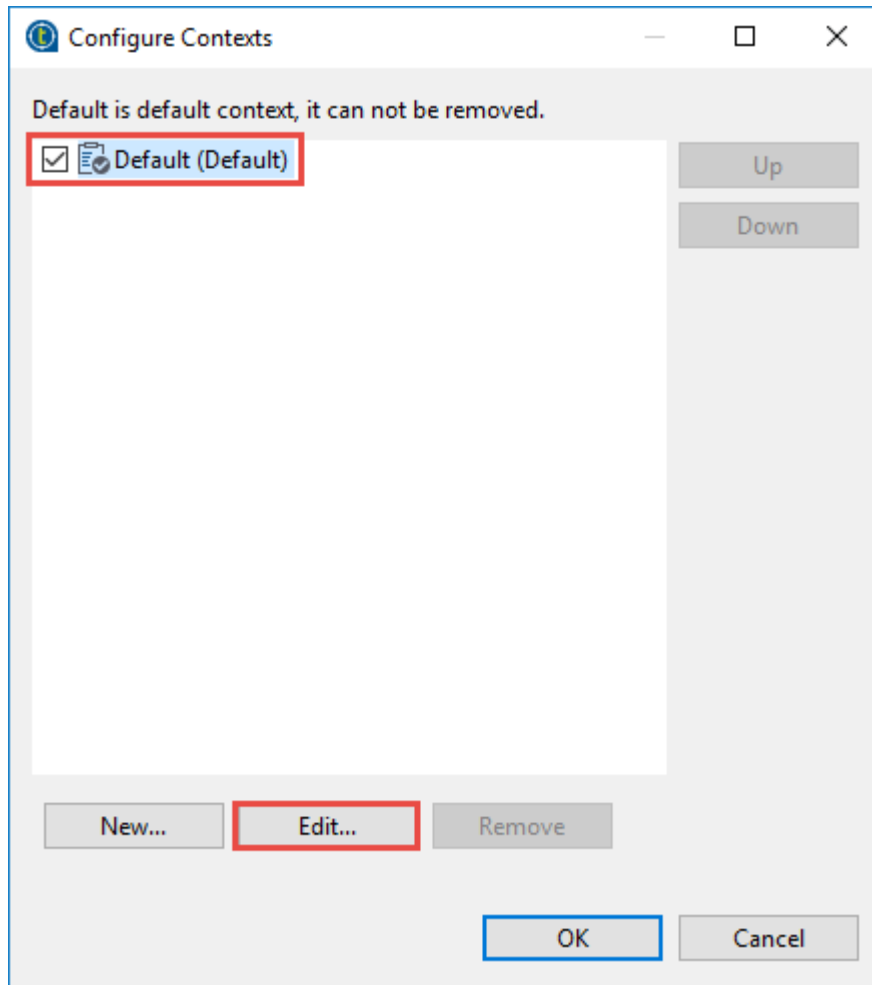 Configure Contexts
Default is default context, it can not be removed.
Default (Default)
Up
Down
New...
Edit...
Remove
OK
Cancel